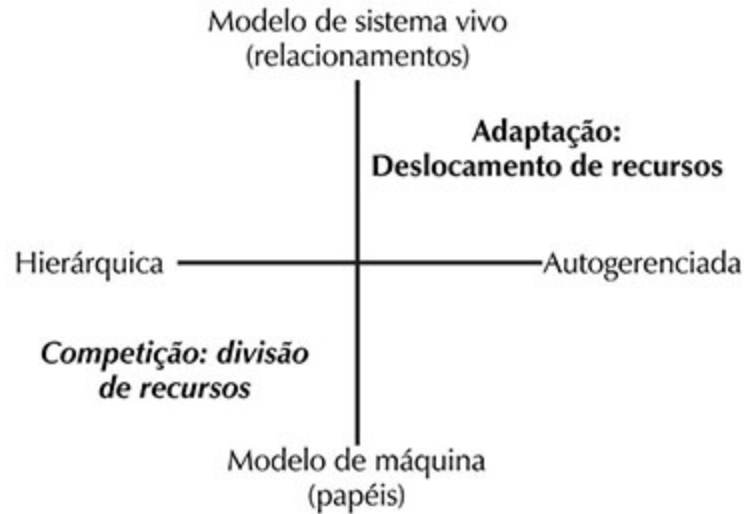 Modelo de sistema vivo
(relacionamentos)
Adaptação:
Deslocamento de recursos
Hierárquica
Autogerenciada
Competição: divisão
de recursos
Modelo de máquina
(papéis)